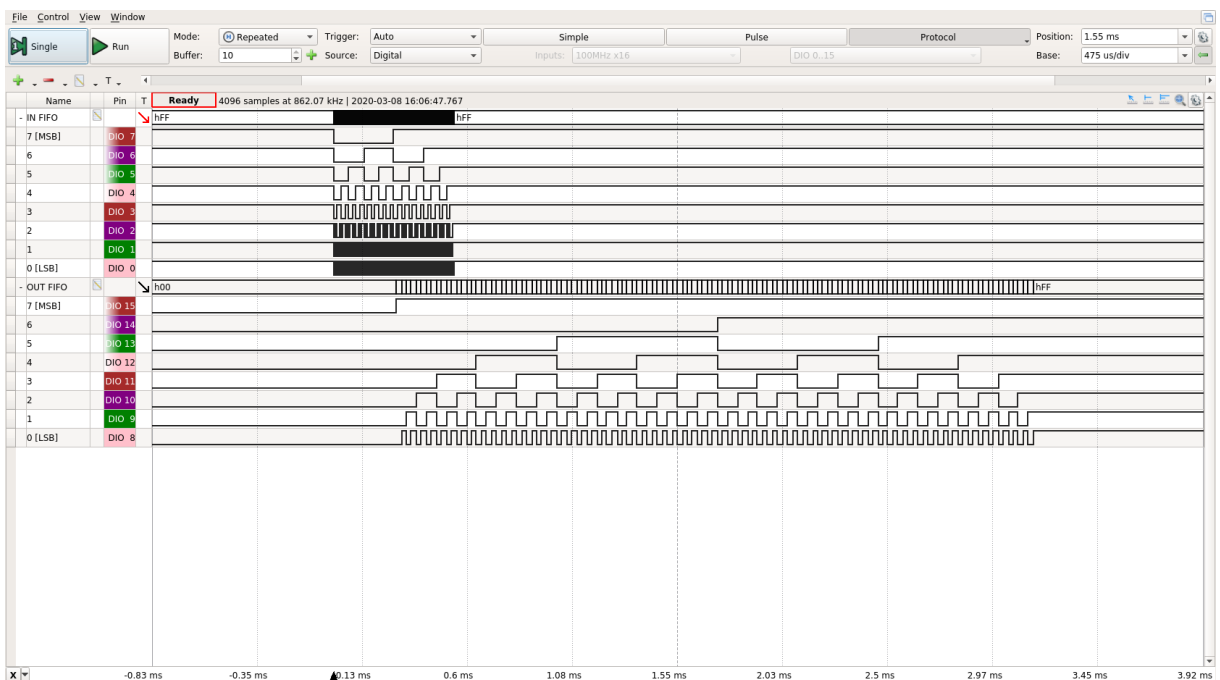 File Control View Window
Single Run Mode: Repeated Trigger: Auto Simple Pulse Protocol Position: 1.55 ms
Buffer: 10 Source: Digital Inputs: 100MHz x16 DIO 0..15 Base: 475 us/div
T
Name Pin T Ready 4096 samples at 862.07 kHz | 2020-03-08 16:06:47.767
- IN FIFO hFF hFF
7 [MSB] DIO 7
6 DIO 6
5 DIO 5
4 DIO 4
3 DIO 3
2 DIO 2
1 DIO 1
0 [LSB] DIO 0
- OUT FIFO h00 hFF
7 [MSB] DIO 15
6 DIO 14
5 DIO 13
4 DIO 12
3 DIO 11
2 DIO 10
1 DIO 9
0 [LSB] DIO 8
X -0.83 ms -0.35 ms 0.13 ms 0.6 ms 1.08 ms 1.55 ms 2.03 ms 2.5 ms 2.97 ms 3.45 ms 3.92 ms